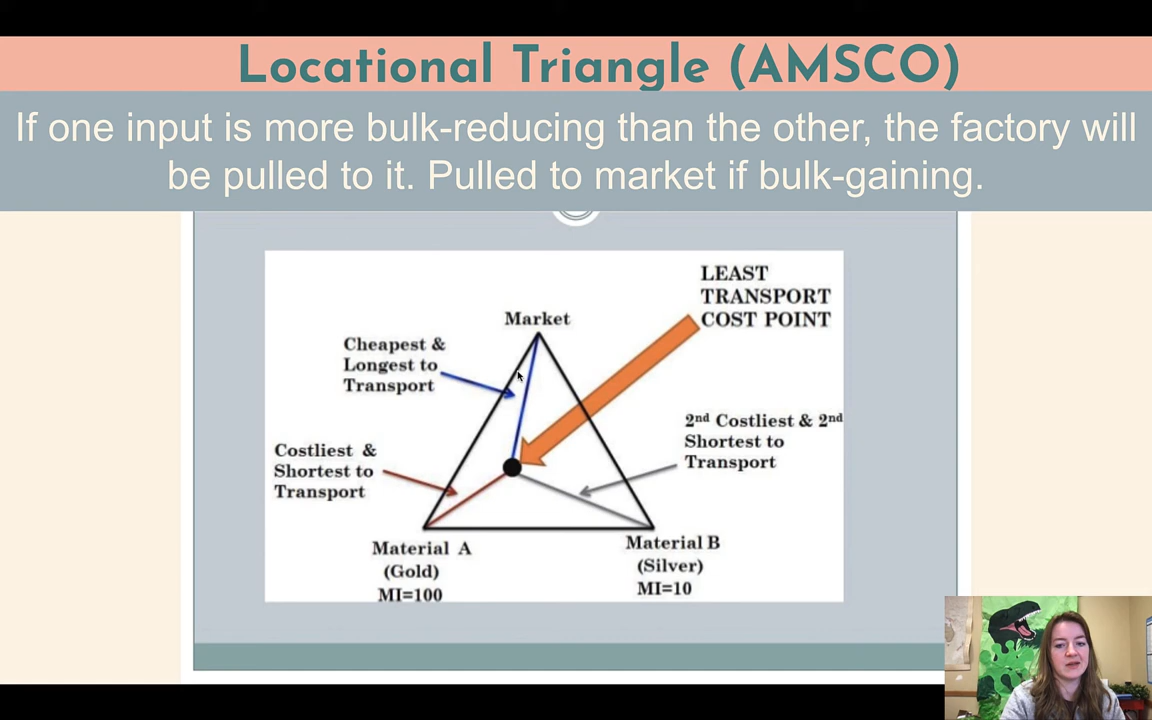 Locational Triangle (AMSCO)
If one input is more bulk-reducing than the other, the factory will
be pulled to it. Pulled to market if bulk-gaining.
LEAST
TRANSPORT
COST POINT
Market
Cheapest &
Longest to
Transport
2nd Costliest & 2nd
Shortest to
Transport
Costliest &
Shortest to
Transport
Material A
(Gold)
MI=100
Material B
(Silver)
MI=10